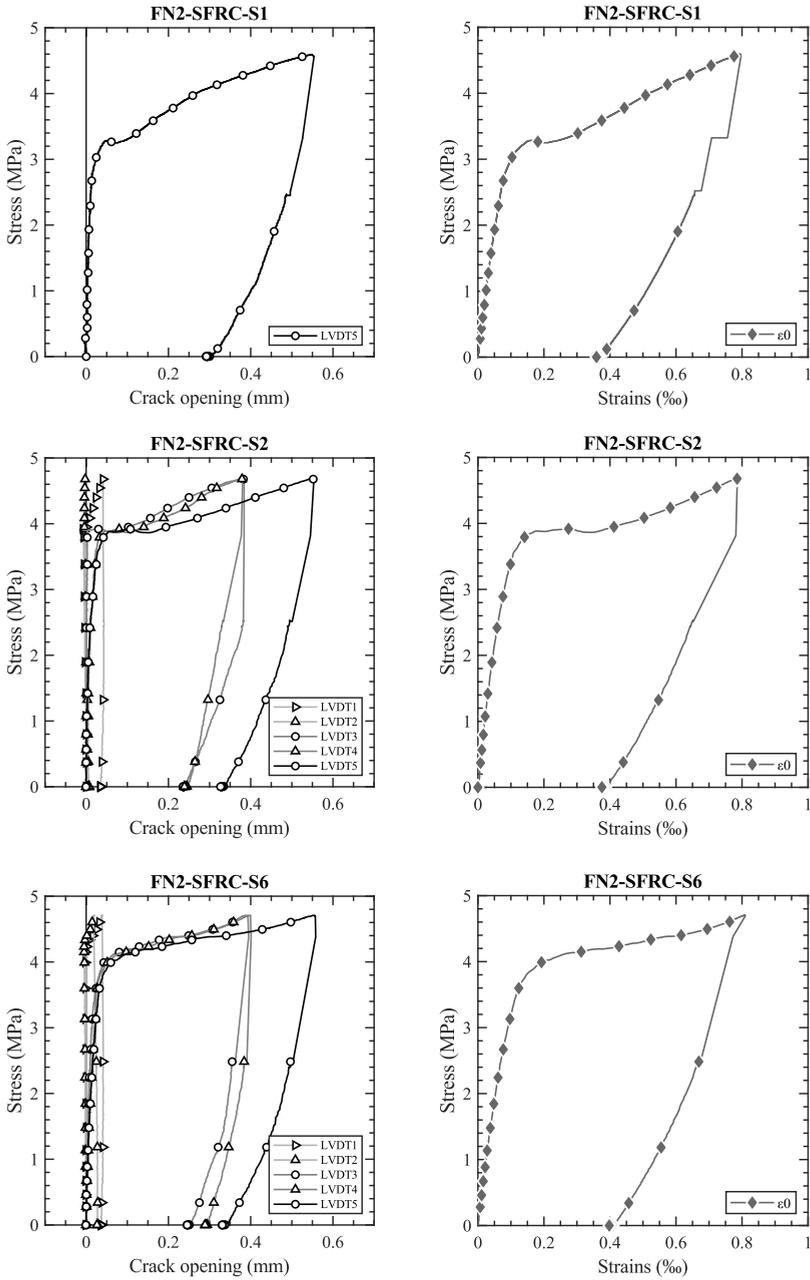 FN2-SFRC-S1
5
4
3
2
1
0
Stress (MPa)
LVDT5
0 0.2 0.4 0.6
Crack opening (mm)
FN2-SFRC-S1
5
4
3
2
1
0
Stress (MPa)
ε0
0 0.2 0.4 0.6 0.8 1
Strains (‰)
FN2-SFRC-S2
5
4
3
2
1
0
Stress (MPa)
LVDT1
LVDT2
LVDT3
LVDT4
LVDT5
0 0.2 0.4 0.6
Crack opening (mm)
FN2-SFRC-S2
5
4
3
2
1
0
Stress (MPa)
ε0
0 0.2 0.4 0.6 0.8 1
Strains (‰)
FN2-SFRC-S6
5
4
3
2
1
0
Stress (MPa)
LVDT1
LVDT2
LVDT3
LVDT4
LVDT5
0 0.2 0.4 0.6
Crack opening (mm)
FN2-SFRC-S6
5
4
3
2
1
0
Stress (MPa)
ε0
0 0.2 0.4 0.6 0.8 1
Strains (‰)